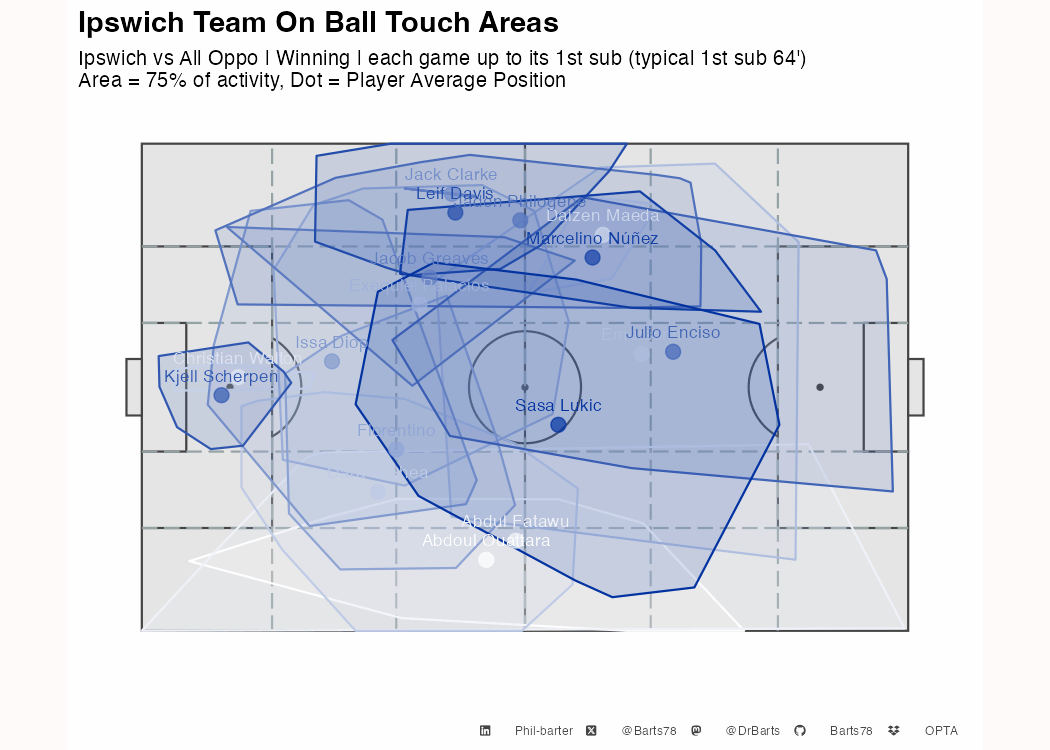 Ipswich Team On Ball Touch Areas
Ipswich vs All Oppo | Winning | each game up to its 1st sub (typical 1st sub 64')
Area = 75% of activity, Dot = Player Average Position
Jack Clarke
Leif Davis
Jaden Philogene
Daizen Maeda
Marcelino Núñez
Jacob Greaves
Palacios
Julio Enciso
Issa Diop
Christian Walton
Kjell Scherpen
Sasa Lukic
Florentino
Abdul Fatawu
Abdoul Ouattara
Phil-barter
@Barts78
@DrBarts
Barts78
OPTA